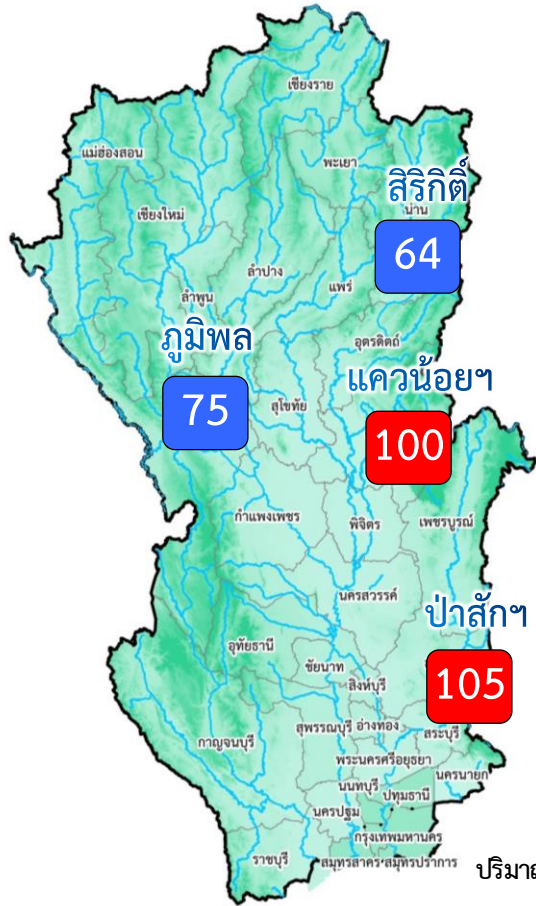 เชียงราย
แม่ฮ่องสอน
พะเยา
สิริกิติ์
น่าน
เชียงใหม่
64
ลำปาง
แพร่
ลำพูน
ภูมิพล
อุตรดิตถ์
แควน้อยฯ
75
สุโขทัย
100
กำแพงเพชร
พิจิตร
เพชรบูรณ์
นครสวรรค์
ป่าสักฯ
อุทัยธานี
ชัยนาท
สิงห์บุรี
105
สุพรรณบุรี อ่างทอง
สระบุรี
กาญจนบุรี
พระนครศรีอยุธยา
นครนายก
นนทบุรี
ปทุมธานี
นครปฐม
กรุงเทพมหานคร
ราชบุรี
สมุทรสาคร สมุทรปราการ